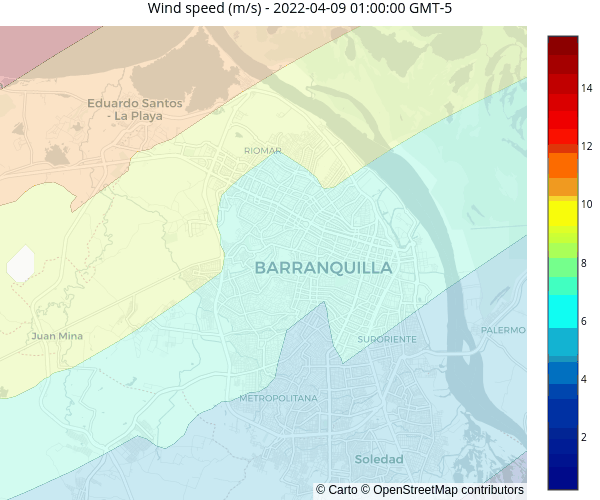 Wind speed (m/s) - 2022-04-09 01:00:00 GMT-5
Eduardo Santos
- La Playa
RIOMAR
BARRANQUILLA
Juan Mina
SURORIENTE
PALERMO
METROPOLITANA
Soledad
© Carto © OpenStreetMap contributors
14
12
10
8
6
4
2